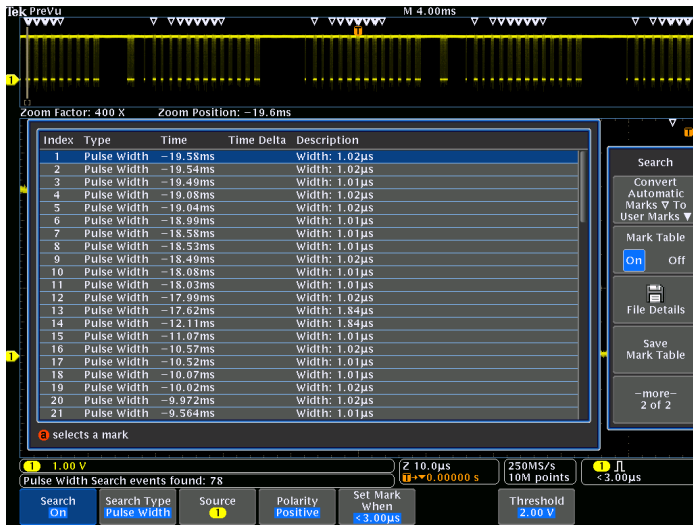 Tek PreVu M 4.00ms
T
1
Zoom Factor: 400 X Zoom Position: −19.6ms
Index Type Time Time Delta Description
1 Pulse Width −19.58ms Width: 1.02µs
2 Pulse Width −19.54ms Width: 1.02µs
3 Pulse Width −19.49ms Width: 1.01µs
4 Pulse Width −19.08ms Width: 1.02µs
5 Pulse Width −19.04ms Width: 1.02µs
6 Pulse Width −18.99ms Width: 1.01µs
7 Pulse Width −18.58ms Width: 1.01µs
8 Pulse Width −18.53ms Width: 1.01µs
9 Pulse Width −18.49ms Width: 1.02µs
10 Pulse Width −18.08ms Width: 1.01µs
11 Pulse Width −18.03ms Width: 1.01µs
12 Pulse Width −17.99ms Width: 1.02µs
13 Pulse Width −17.62ms Width: 1.84µs
14 Pulse Width −12.11ms Width: 1.84µs
15 Pulse Width −11.07ms Width: 1.01µs
16 Pulse Width −10.57ms Width: 1.02µs
17 Pulse Width −10.52ms Width: 1.01µs
18 Pulse Width −10.07ms Width: 1.01µs
19 Pulse Width −10.02ms Width: 1.02µs
20 Pulse Width −9.972ms Width: 1.02µs
21 Pulse Width −9.564ms Width: 1.01µs
a selects a mark
T
Search
Convert
Automatic
Marks ▽ To
User Marks ▼
Mark Table
On Off
File Details
Save
Mark Table
−more−
2 of 2
1
1 1.00 V
Pulse Width Search events found: 78
Z 10.0µs
T→▼0.00000 s
250MS/s
10M points
1
<3.00µs
Search
On
Search Type
Pulse Width
Source
1
Polarity
Positive
Set Mark
When
<3.00µs
Threshold
2.00 V